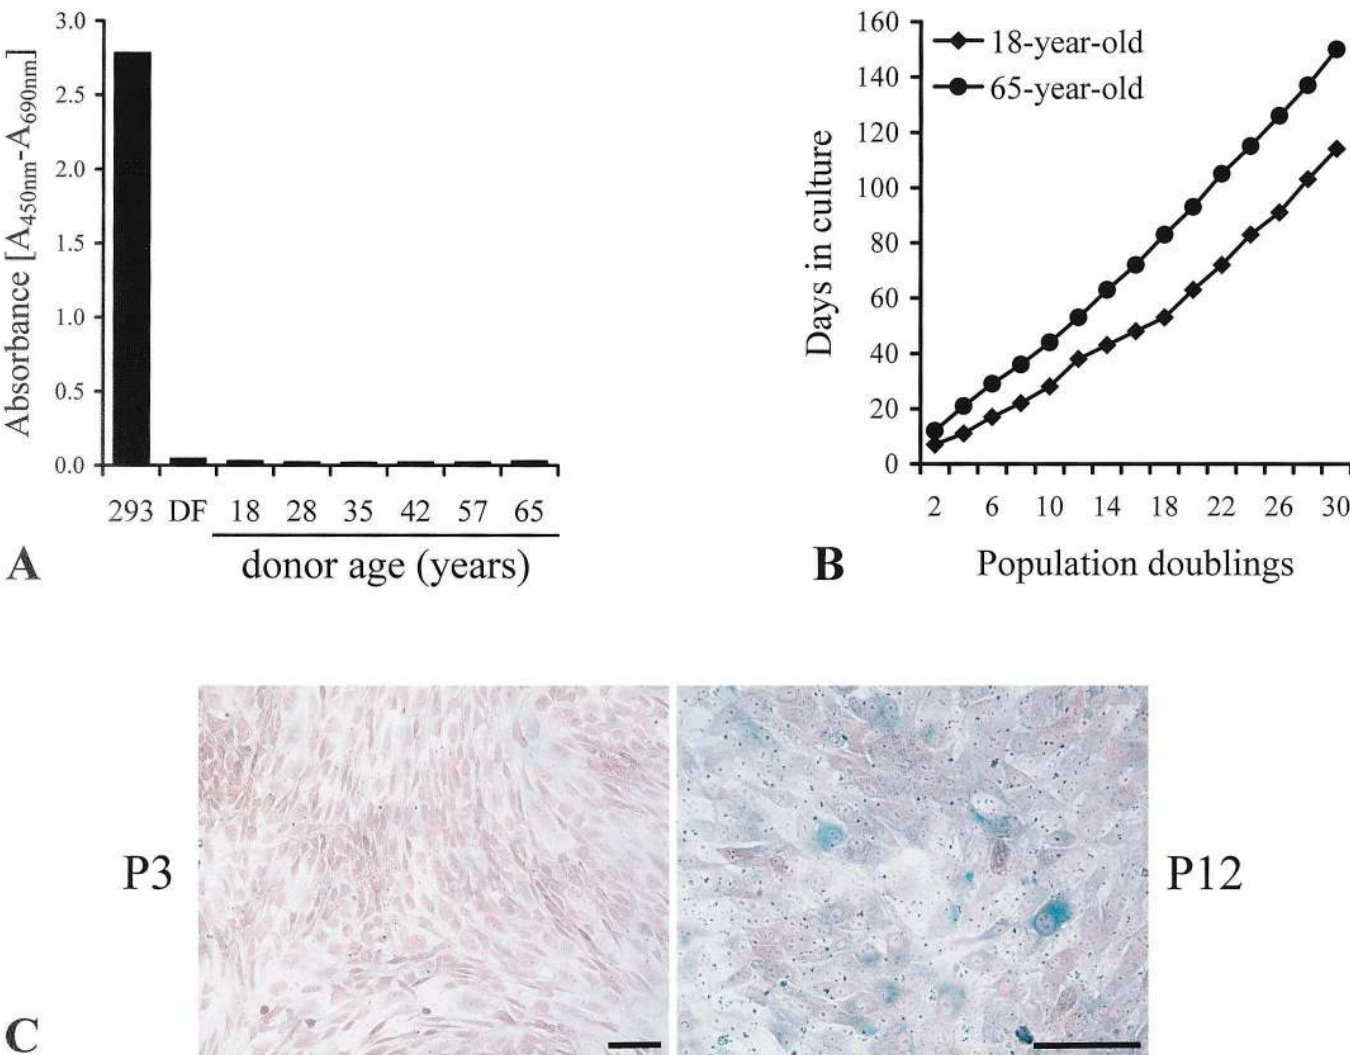 3.0
2.5
2.0
1.5
1.0
0.5
0.0
Absorbance [A450nm-A690nm]
293 DF 18 28 35 42 57 65
donor age (years)
A
160
140
120
100
80
60
40
20
0
Days in culture
18-year-old
65-year-old
2 6 10 14 18 22 26 30
Population doublings
B
P3
P12
C